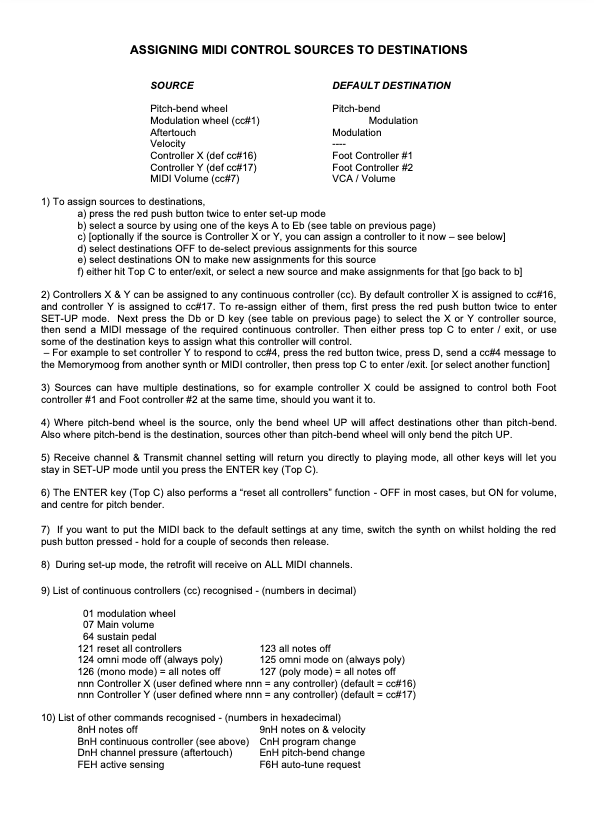 ASSIGNING MIDI CONTROL SOURCES TO DESTINATIONS
SOURCE DEFAULT DESTINATION
Pitch-bend wheel Pitch-bend
Modulation wheel (cc#1) Modulation
Aftertouch Modulation
Velocity ----
Controller X (def cc#16) Foot Controller #1
Controller Y (def cc#17) Foot Controller #2
MIDI Volume (cc#7) VCA / Volume
1) To assign sources to destinations,
a) press the red push button twice to enter set-up mode
b) select a source by using one of the keys A to Eb (see table on previous page)
c) [optionally if the source is Controller X or Y, you can assign a controller to it now – see below]
d) select destinations OFF to de-select previous assignments for this source
e) select destinations ON to make new assignments for this source
f) either hit Top C to enter/exit, or select a new source and make assignments for that [go back to b]
2) Controllers X & Y can be assigned to any continuous controller (cc). By default controller X is assigned to cc#16,
and controller Y is assigned to cc#17. To re-assign either of them, first press the red push button twice to enter
SET-UP mode. Next press the Db or D key (see table on previous page) to select the X or Y controller source,
then send a MIDI message of the required continuous controller. Then either press top C to enter / exit, or use
some of the destination keys to assign what this controller will control.
– For example to set controller Y to respond to cc#4, press the red button twice, press D, send a cc#4 message to
the Memorymoog from another synth or MIDI controller, then press top C to enter /exit. [or select another function]
3) Sources can have multiple destinations, so for example controller X could be assigned to control both Foot
controller #1 and Foot controller #2 at the same time, should you want it to.
4) Where pitch-bend wheel is the source, only the bend wheel UP will affect destinations other than pitch-bend.
Also where pitch-bend is the destination, sources other than pitch-bend wheel will only bend the pitch UP.
5) Receive channel & Transmit channel setting will return you directly to playing mode, all other keys will let you
stay in SET-UP mode until you press the ENTER key (Top C).
6) The ENTER key (Top C) also performs a “reset all controllers” function - OFF in most cases, but ON for volume,
and centre for pitch bender.
7) If you want to put the MIDI back to the default settings at any time, switch the synth on whilst holding the red
push button pressed - hold for a couple of seconds then release.
8) During set-up mode, the retrofit will receive on ALL MIDI channels.
9) List of continuous controllers (cc) recognised - (numbers in decimal)
01 modulation wheel
07 Main volume
64 sustain pedal
121 reset all controllers 123 all notes off
124 omni mode off (always poly) 125 omni mode on (always poly)
126 (mono mode) = all notes off 127 (poly mode) = all notes off
nnn Controller X (user defined where nnn = any controller) (default = cc#16)
nnn Controller Y (user defined where nnn = any controller) (default = cc#17)
10) List of other commands recognised - (numbers in hexadecimal)
8nH notes off 9nH notes on & velocity
BnH continuous controller (see above) CnH program change
DnH channel pressure (aftertouch) EnH pitch-bend change
FEH active sensing F6H auto-tune request